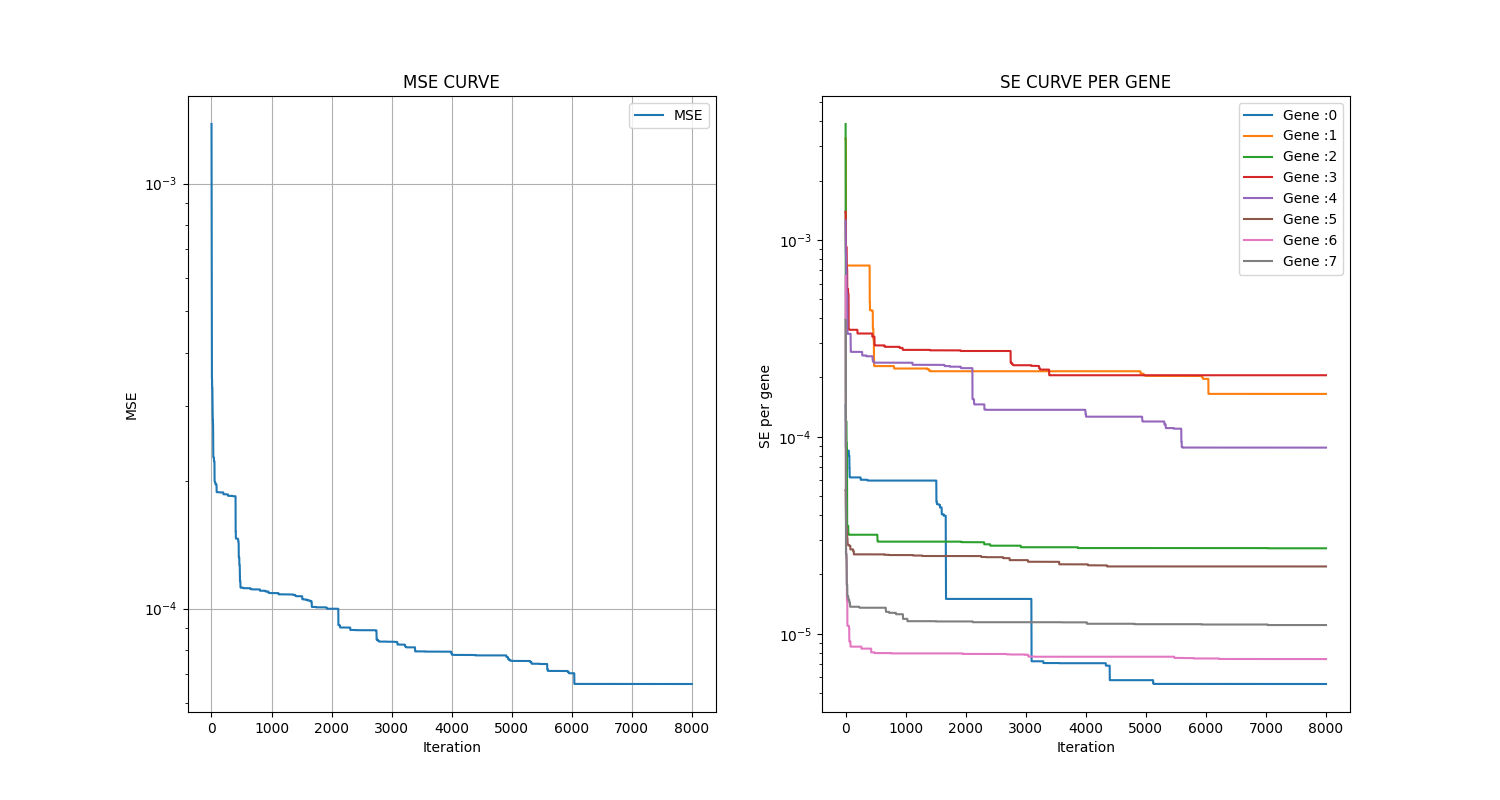 MSE CURVE
MSE
10⁻³
10⁻⁴
MSE
0 1000 2000 3000 4000 5000 6000 7000 8000
Iteration
SE CURVE PER GENE
Gene :0
Gene :1
Gene :2
Gene :3
Gene :4
Gene :5
Gene :6
Gene :7
10⁻³
10⁻⁴
10⁻⁵
SE per gene
0 1000 2000 3000 4000 5000 6000 7000 8000
Iteration